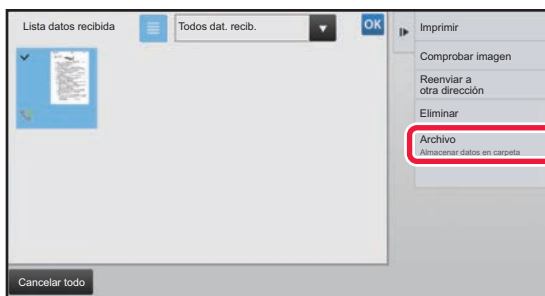 Lista datos recibida
Todos dat. recib.
OK
Imprimir
Comprobar imagen
Reenviar a
otra dirección
Eliminar
Archivo
Almacenar datos en carpeta
Cancelar todo